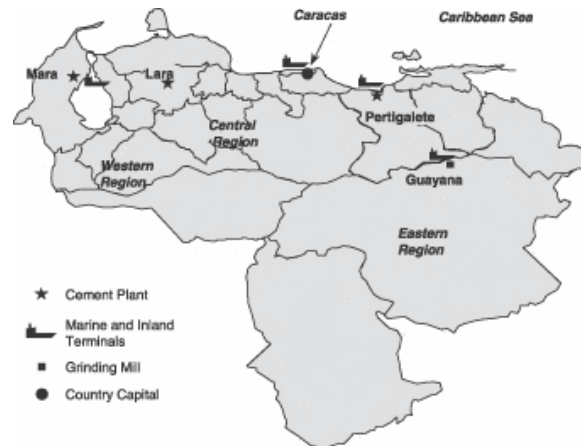 Caracas
Caribbean Sea
Mara
Lara
Pertigalete
Central
Region
Western
Region
Guayana
Eastern
Region
Cement Plant
Marine and Inland
Terminals
Grinding Mill
Country Capital